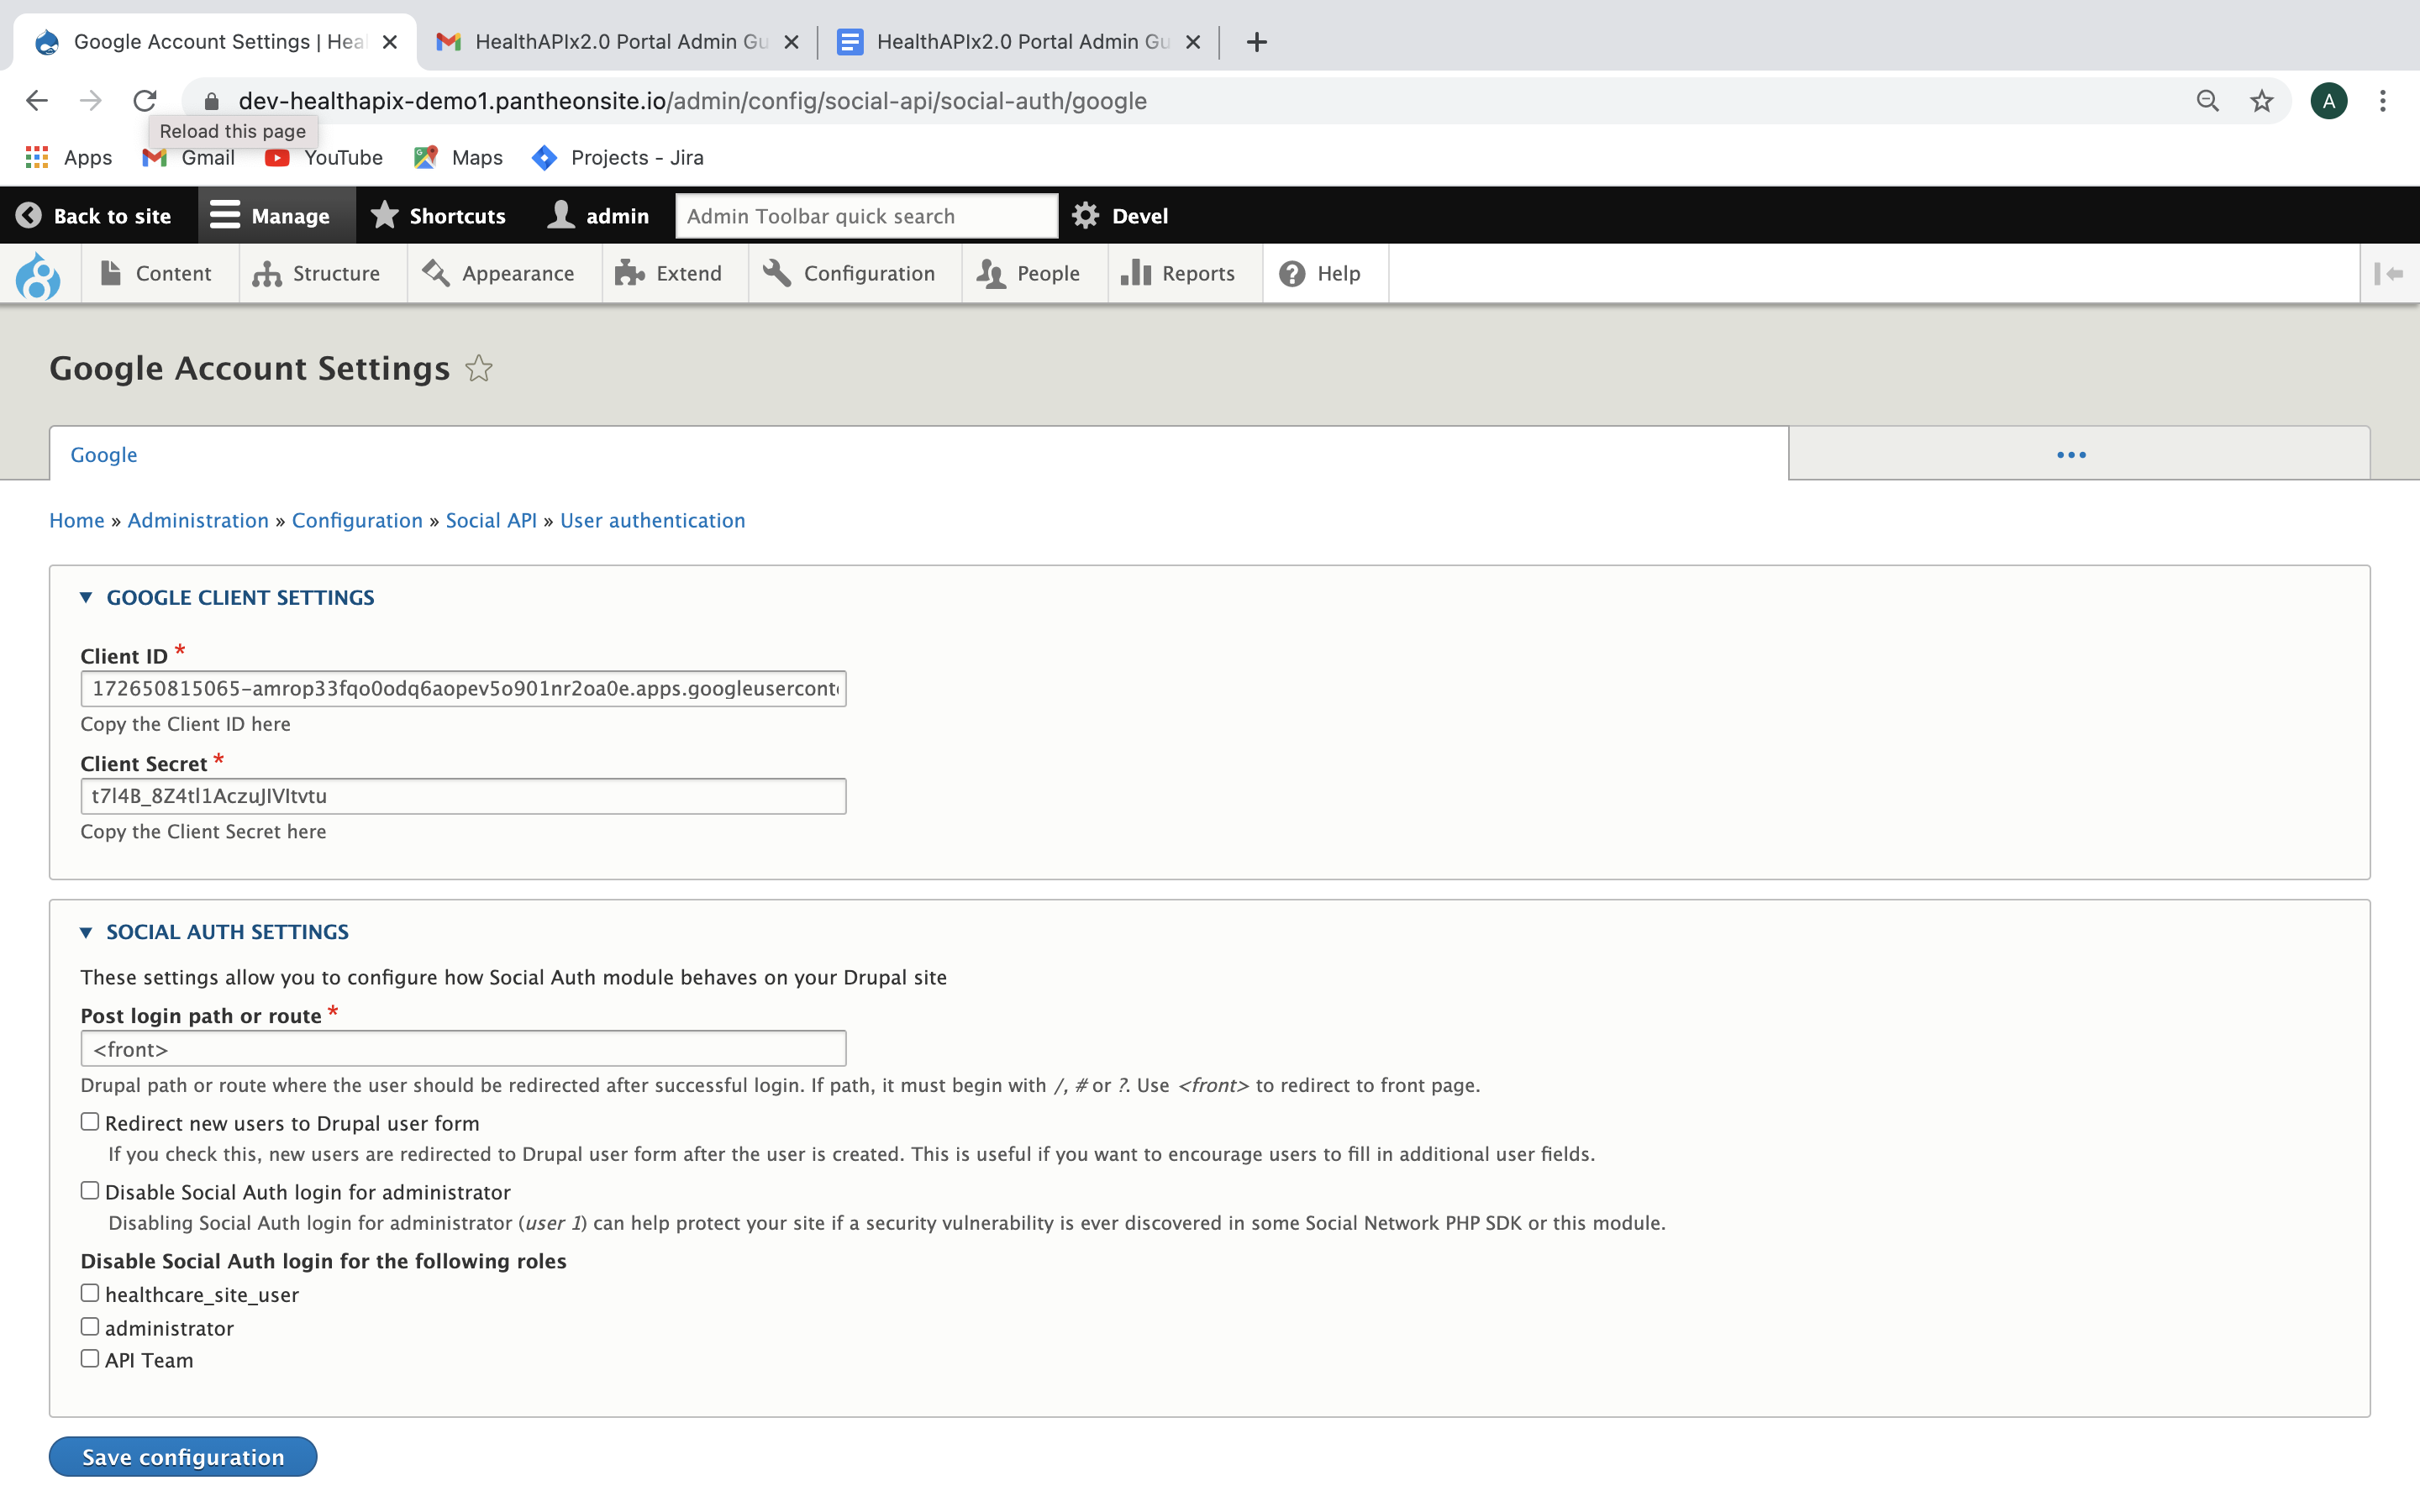 Google Account Settings | Hea
HealthAPIx2.0 Portal Admin Gu
HealthAPIx2.0 Portal Admin Gu
dev-healthapix-demo1.pantheonsite.io/admin/config/social-api/social-auth/google
A
Reload this page
Apps
Gmail
YouTube
Maps
Projects - Jira
Back to site
Manage
Shortcuts
admin
Admin Toolbar quick search
Devel
Content
Structure
Appearance
Extend
Configuration
People
Reports
Help
Google Account Settings
Google
Home » Administration » Configuration » Social API » User authentication
GOOGLE CLIENT SETTINGS
Client ID *
172650815065-amrop33fqo0odq6aopev5o901nr2oa0e.apps.googleuserconte
Copy the Client ID here
Client Secret *
t7l4B_8Z4tl1AczuJIVItvtu
Copy the Client Secret here
SOCIAL AUTH SETTINGS
These settings allow you to configure how Social Auth module behaves on your Drupal site
Post login path or route *
<front>
Drupal path or route where the user should be redirected after successful login. If path, it must begin with /, # or ?. Use <front> to redirect to front page.
Redirect new users to Drupal user form
If you check this, new users are redirected to Drupal user form after the user is created. This is useful if you want to encourage users to fill in additional user fields.
Disable Social Auth login for administrator
Disabling Social Auth login for administrator (user 1) can help protect your site if a security vulnerability is ever discovered in some Social Network PHP SDK or this module.
Disable Social Auth login for the following roles
healthcare_site_user
administrator
API Team
Save configuration